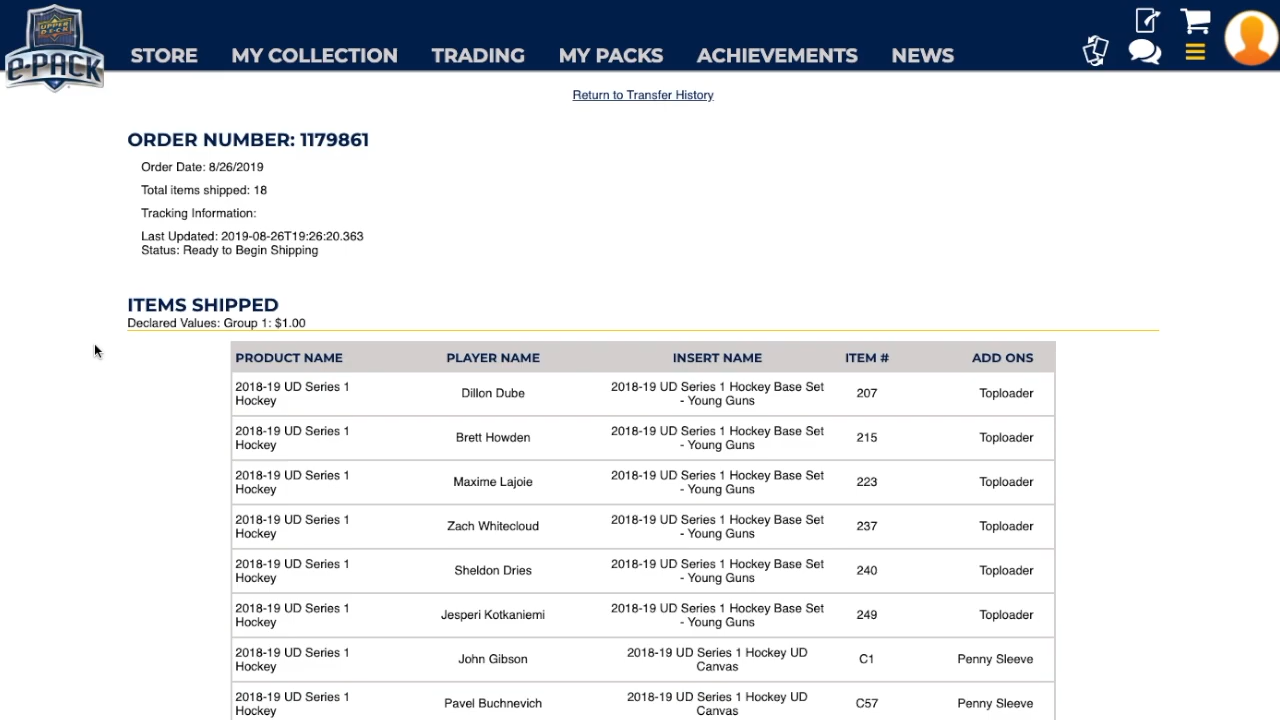 UPPER
DECK
e-PACK
STORE MY COLLECTION TRADING MY PACKS ACHIEVEMENTS NEWS
Return to Transfer History
ORDER NUMBER: 1179861
Order Date: 8/26/2019
Total items shipped: 18
Tracking Information:
Last Updated: 2019-08-26T19:26:20.363
Status: Ready to Begin Shipping
ITEMS SHIPPED
Declared Values: Group 1: $1.00
PRODUCT NAME PLAYER NAME INSERT NAME ITEM # ADD ONS
2018-19 UD Series 1 2018-19 UD Series 1 Hockey Base Set
Hockey Dillon Dube - Young Guns 207 Toploader
2018-19 UD Series 1 2018-19 UD Series 1 Hockey Base Set
Hockey Brett Howden - Young Guns 215 Toploader
2018-19 UD Series 1 2018-19 UD Series 1 Hockey Base Set
Hockey Maxime Lajoie - Young Guns 223 Toploader
2018-19 UD Series 1 2018-19 UD Series 1 Hockey Base Set
Hockey Zach Whitecloud - Young Guns 237 Toploader
2018-19 UD Series 1 2018-19 UD Series 1 Hockey Base Set
Hockey Sheldon Dries - Young Guns 240 Toploader
2018-19 UD Series 1 2018-19 UD Series 1 Hockey Base Set
Hockey Jesperi Kotkaniemi - Young Guns 249 Toploader
2018-19 UD Series 1 2018-19 UD Series 1 Hockey UD
Hockey John Gibson Canvas C1 Penny Sleeve
2018-19 UD Series 1 2018-19 UD Series 1 Hockey UD
Hockey Pavel Buchnevich Canvas C57 Penny Sleeve